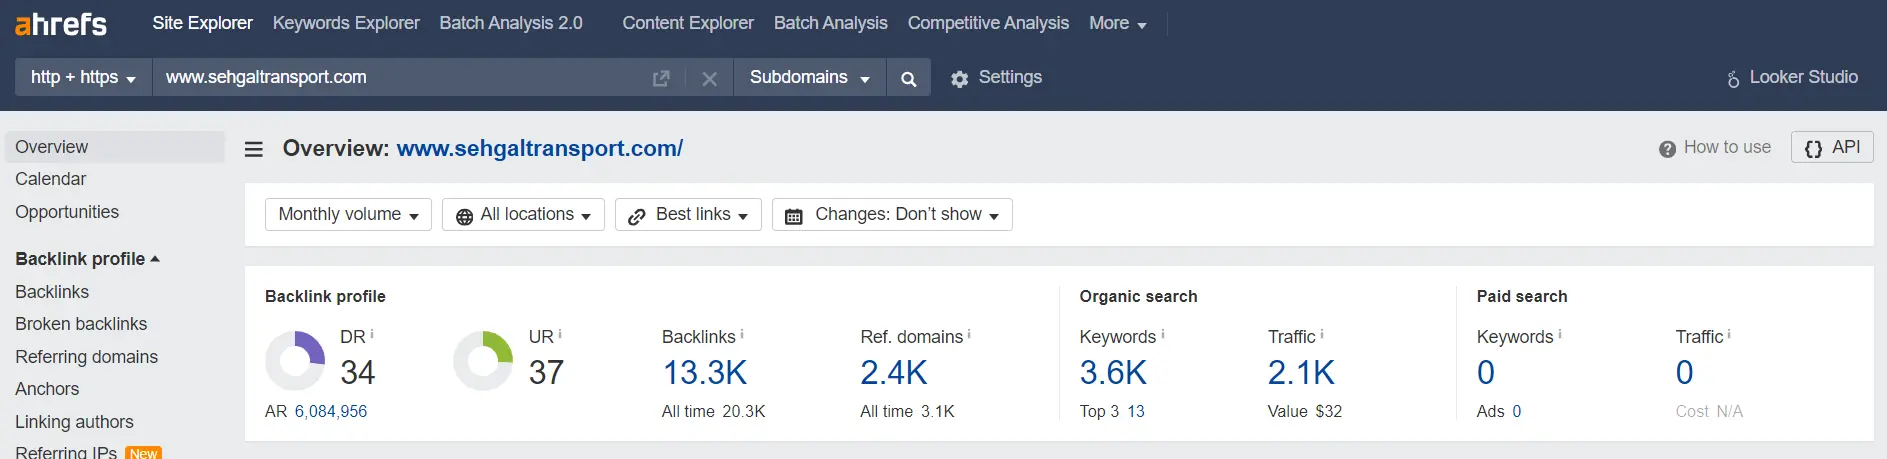 ahrefs Site Explorer Keywords Explorer Batch Analysis 2.0 Content Explorer Batch Analysis Competitive Analysis More
http + https www.sehgaltransport.com Subdomains Settings Looker Studio
Overview
Calendar
Opportunities
Backlink profile
Backlinks
Broken backlinks
Referring domains
Anchors
Linking authors
Referring IPs New
Overview: www.sehgaltransport.com/ How to use {} API
Monthly volume All locations Best links Changes: Don't show
Backlink profile
DR i UR i Backlinks i Ref. domains i
34 37 13.3K 2.4K
AR 6,084,956 All time 20.3K All time 3.1K
Organic search
Keywords i Traffic i
3.6K 2.1K
Top 3 13 Value $32
Paid search
Keywords i Traffic i
0 0
Ads 0 Cost N/A